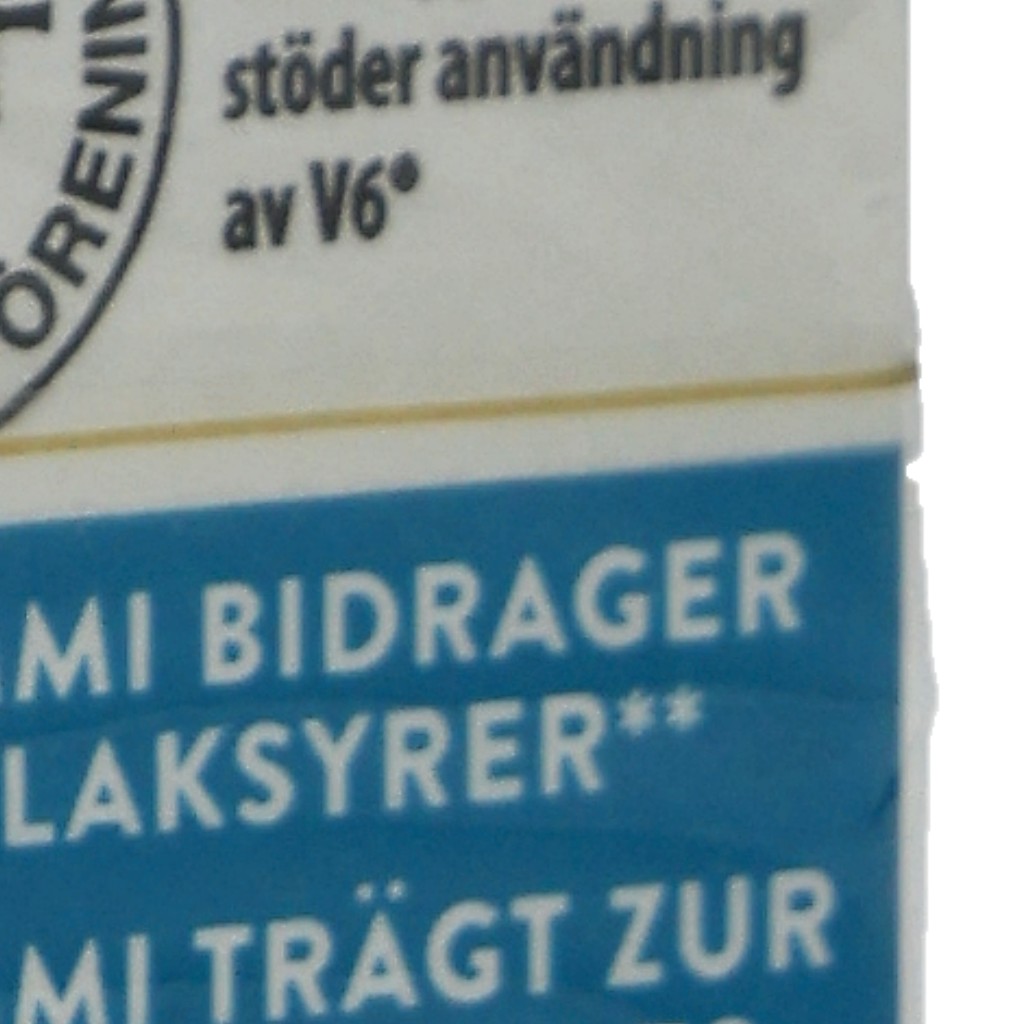 stöder användning
av V6®
MI BIDRAGER
LAKSYRER**
MI TRÄGT ZUR